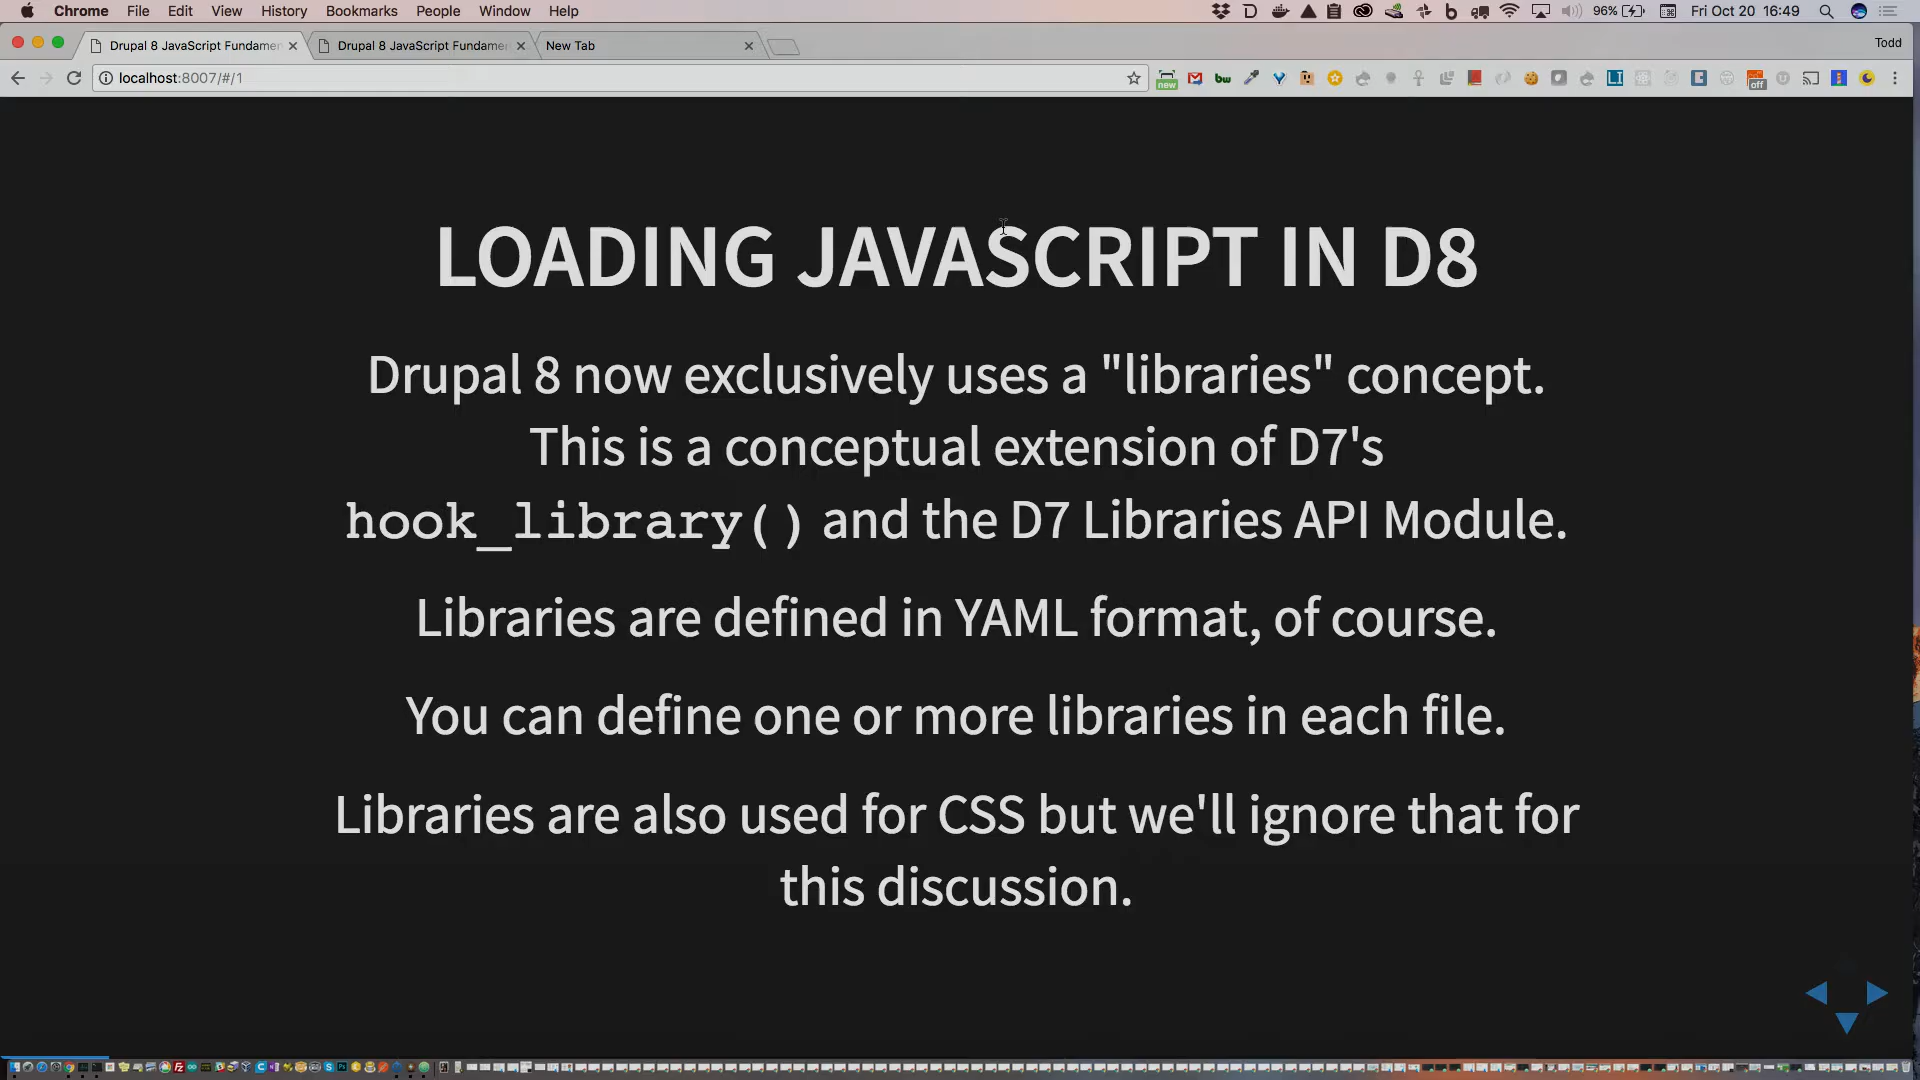 Chrome File Edit View History Bookmarks People Window Help 96% Fri Oct 20 16:49
Drupal 8 JavaScript Fundamen Drupal 8 JavaScript Fundamen New Tab Todd
localhost:8007/#/1
new bw LI off
LOADING JAVASCRIPT IN D8
Drupal 8 now exclusively uses a "libraries" concept.
This is a conceptual extension of D7's
hook_library() and the D7 Libraries API Module.
Libraries are defined in YAML format, of course.
You can define one or more libraries in each file.
Libraries are also used for CSS but we'll ignore that for
this discussion.